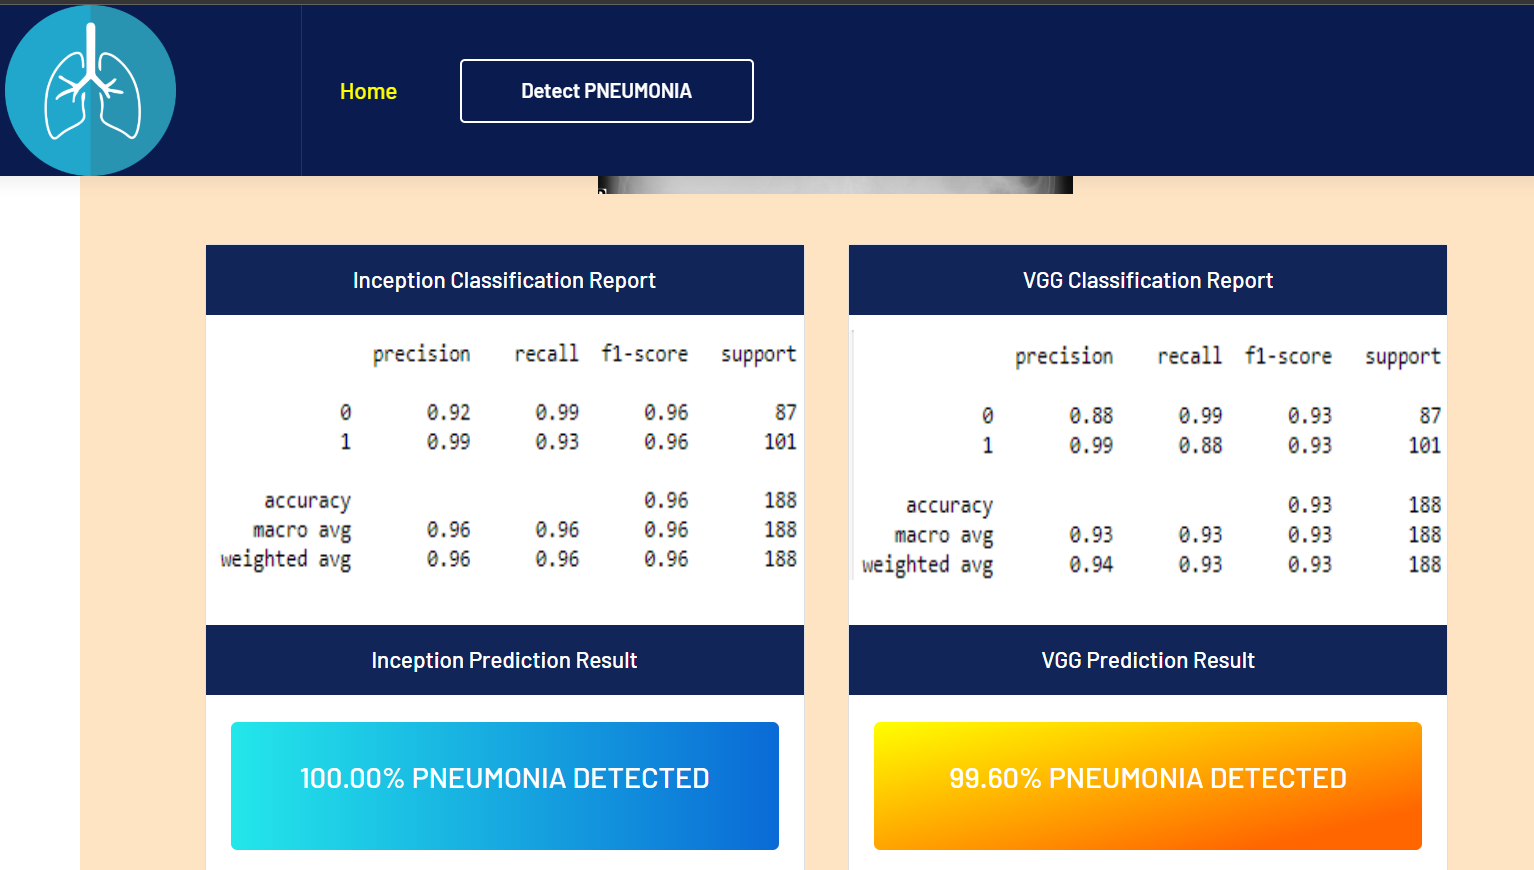 Home
Detect PNEUMONIA
Inception Classification Report
precision recall f1-score support
0 0.92 0.99 0.96 87
1 0.99 0.93 0.96 101
accuracy 0.96 188
macro avg 0.96 0.96 0.96 188
weighted avg 0.96 0.96 0.96 188
Inception Prediction Result
100.00% PNEUMONIA DETECTED
VGG Classification Report
precision recall f1-score support
0 0.88 0.99 0.93 87
1 0.99 0.88 0.93 101
accuracy 0.93 188
macro avg 0.93 0.93 0.93 188
weighted avg 0.94 0.93 0.93 188
VGG Prediction Result
99.60% PNEUMONIA DETECTED